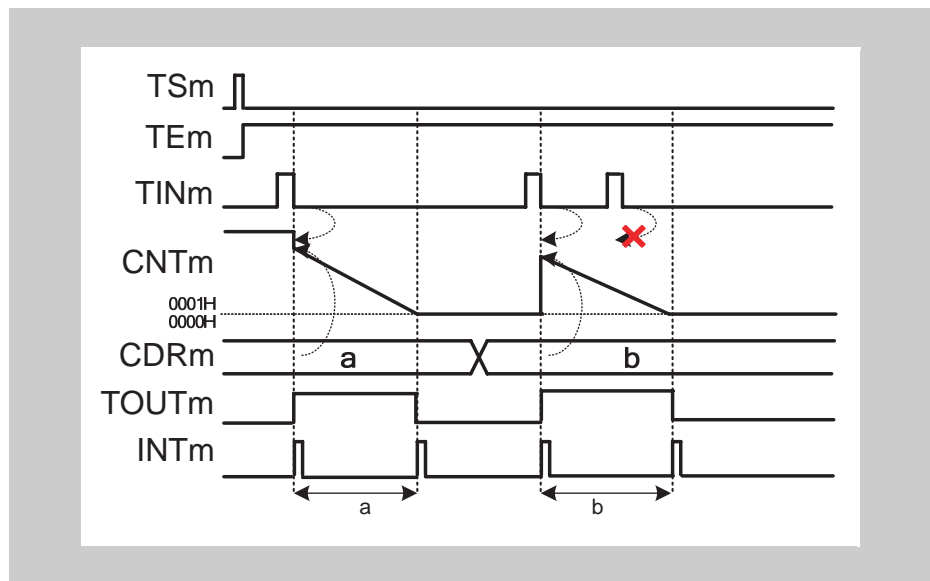 TSm
TEm
TINm
CNTm
0001H
0000H
CDRm a b
TOUTm
INTm
a b